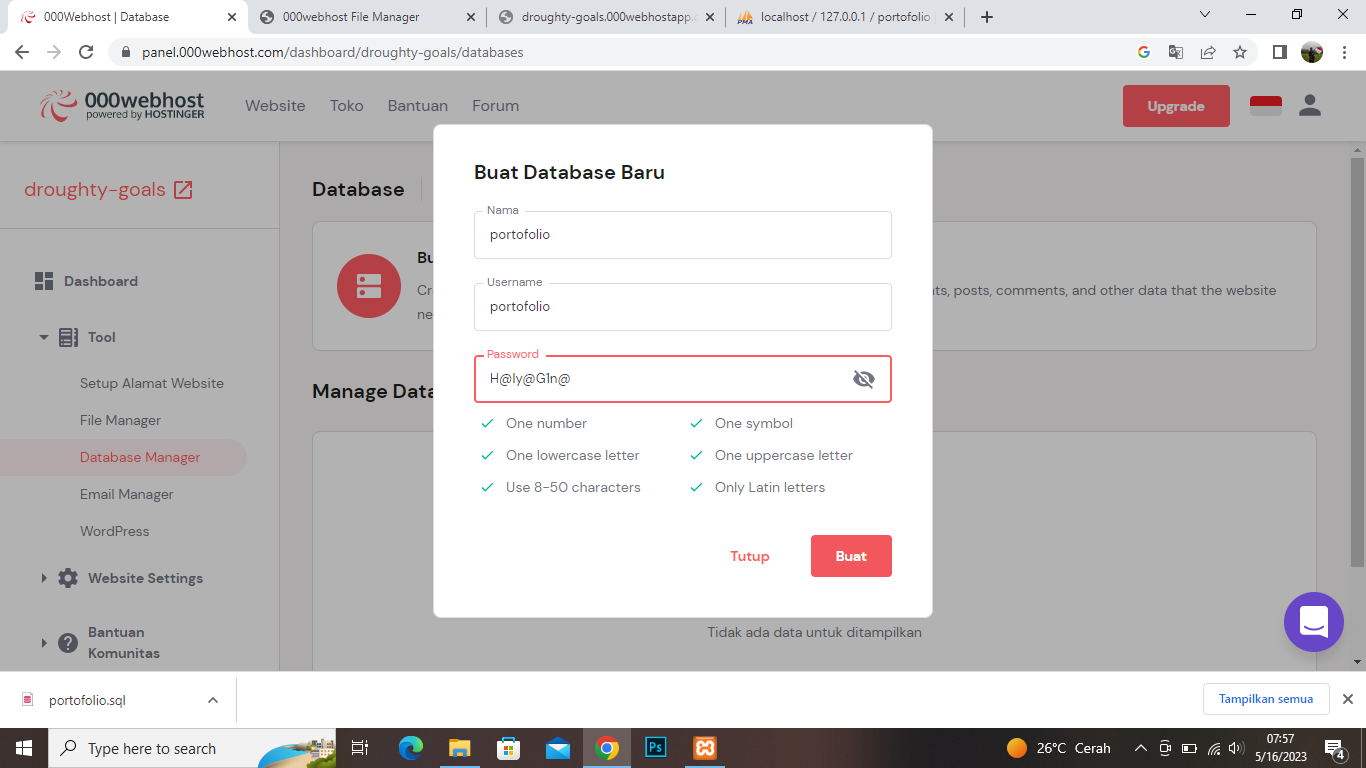 000Webhost | Database
000webhost File Manager
droughty-goals.000webhostapp.
localhost / 127.0.0.1 / portofolio
panel.000webhost.com/dashboard/droughty-goals/databases
000webhost
powered by HOSTINGER
Website
Toko
Bantuan
Forum
Upgrade
droughty-goals
Dashboard
Tool
Setup Alamat Website
File Manager
Database Manager
Email Manager
WordPress
Website Settings
Bantuan
Komunitas
Database
Bu
Cr
ne
ts, posts, comments, and other data that the website
Manage Data
Tidak ada data untuk ditampilkan
Buat Database Baru
Nama
portofolio
Username
portofolio
Password
H@ly@G1n@
One number
One symbol
One lowercase letter
One uppercase letter
Use 8-50 characters
Only Latin letters
Tutup
Buat
portofolio.sql
Tampilkan semua
Type here to search
Ps
26°C Cerah
07:57
5/16/2023
4